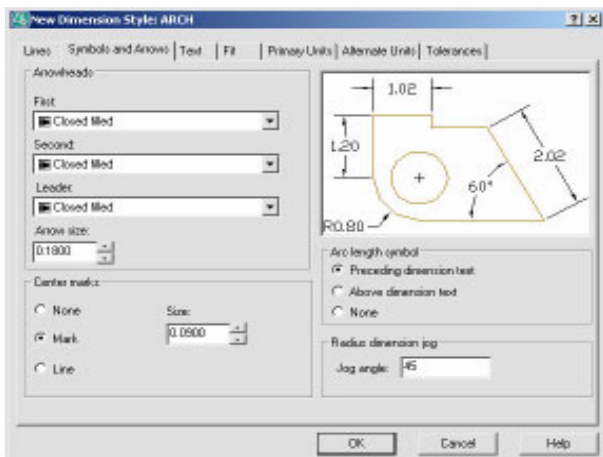 New Dimension Style: ARCH
Lines Symbols and Arrows Text Fit Primary Units Alternate Units Tolerances
Arrowheads
First:
Closed filled
Second:
Closed filled
Leader:
Closed filled
Arrow size:
0.1800
Center marks
None
Mark
Line
Size:
0.0900
1.02
1.20
2.02
60°
R0.80
Arc length symbol
Preceding dimension text
Above dimension text
None
Radius dimension jog
Jog angle: 45
OK Cancel Help